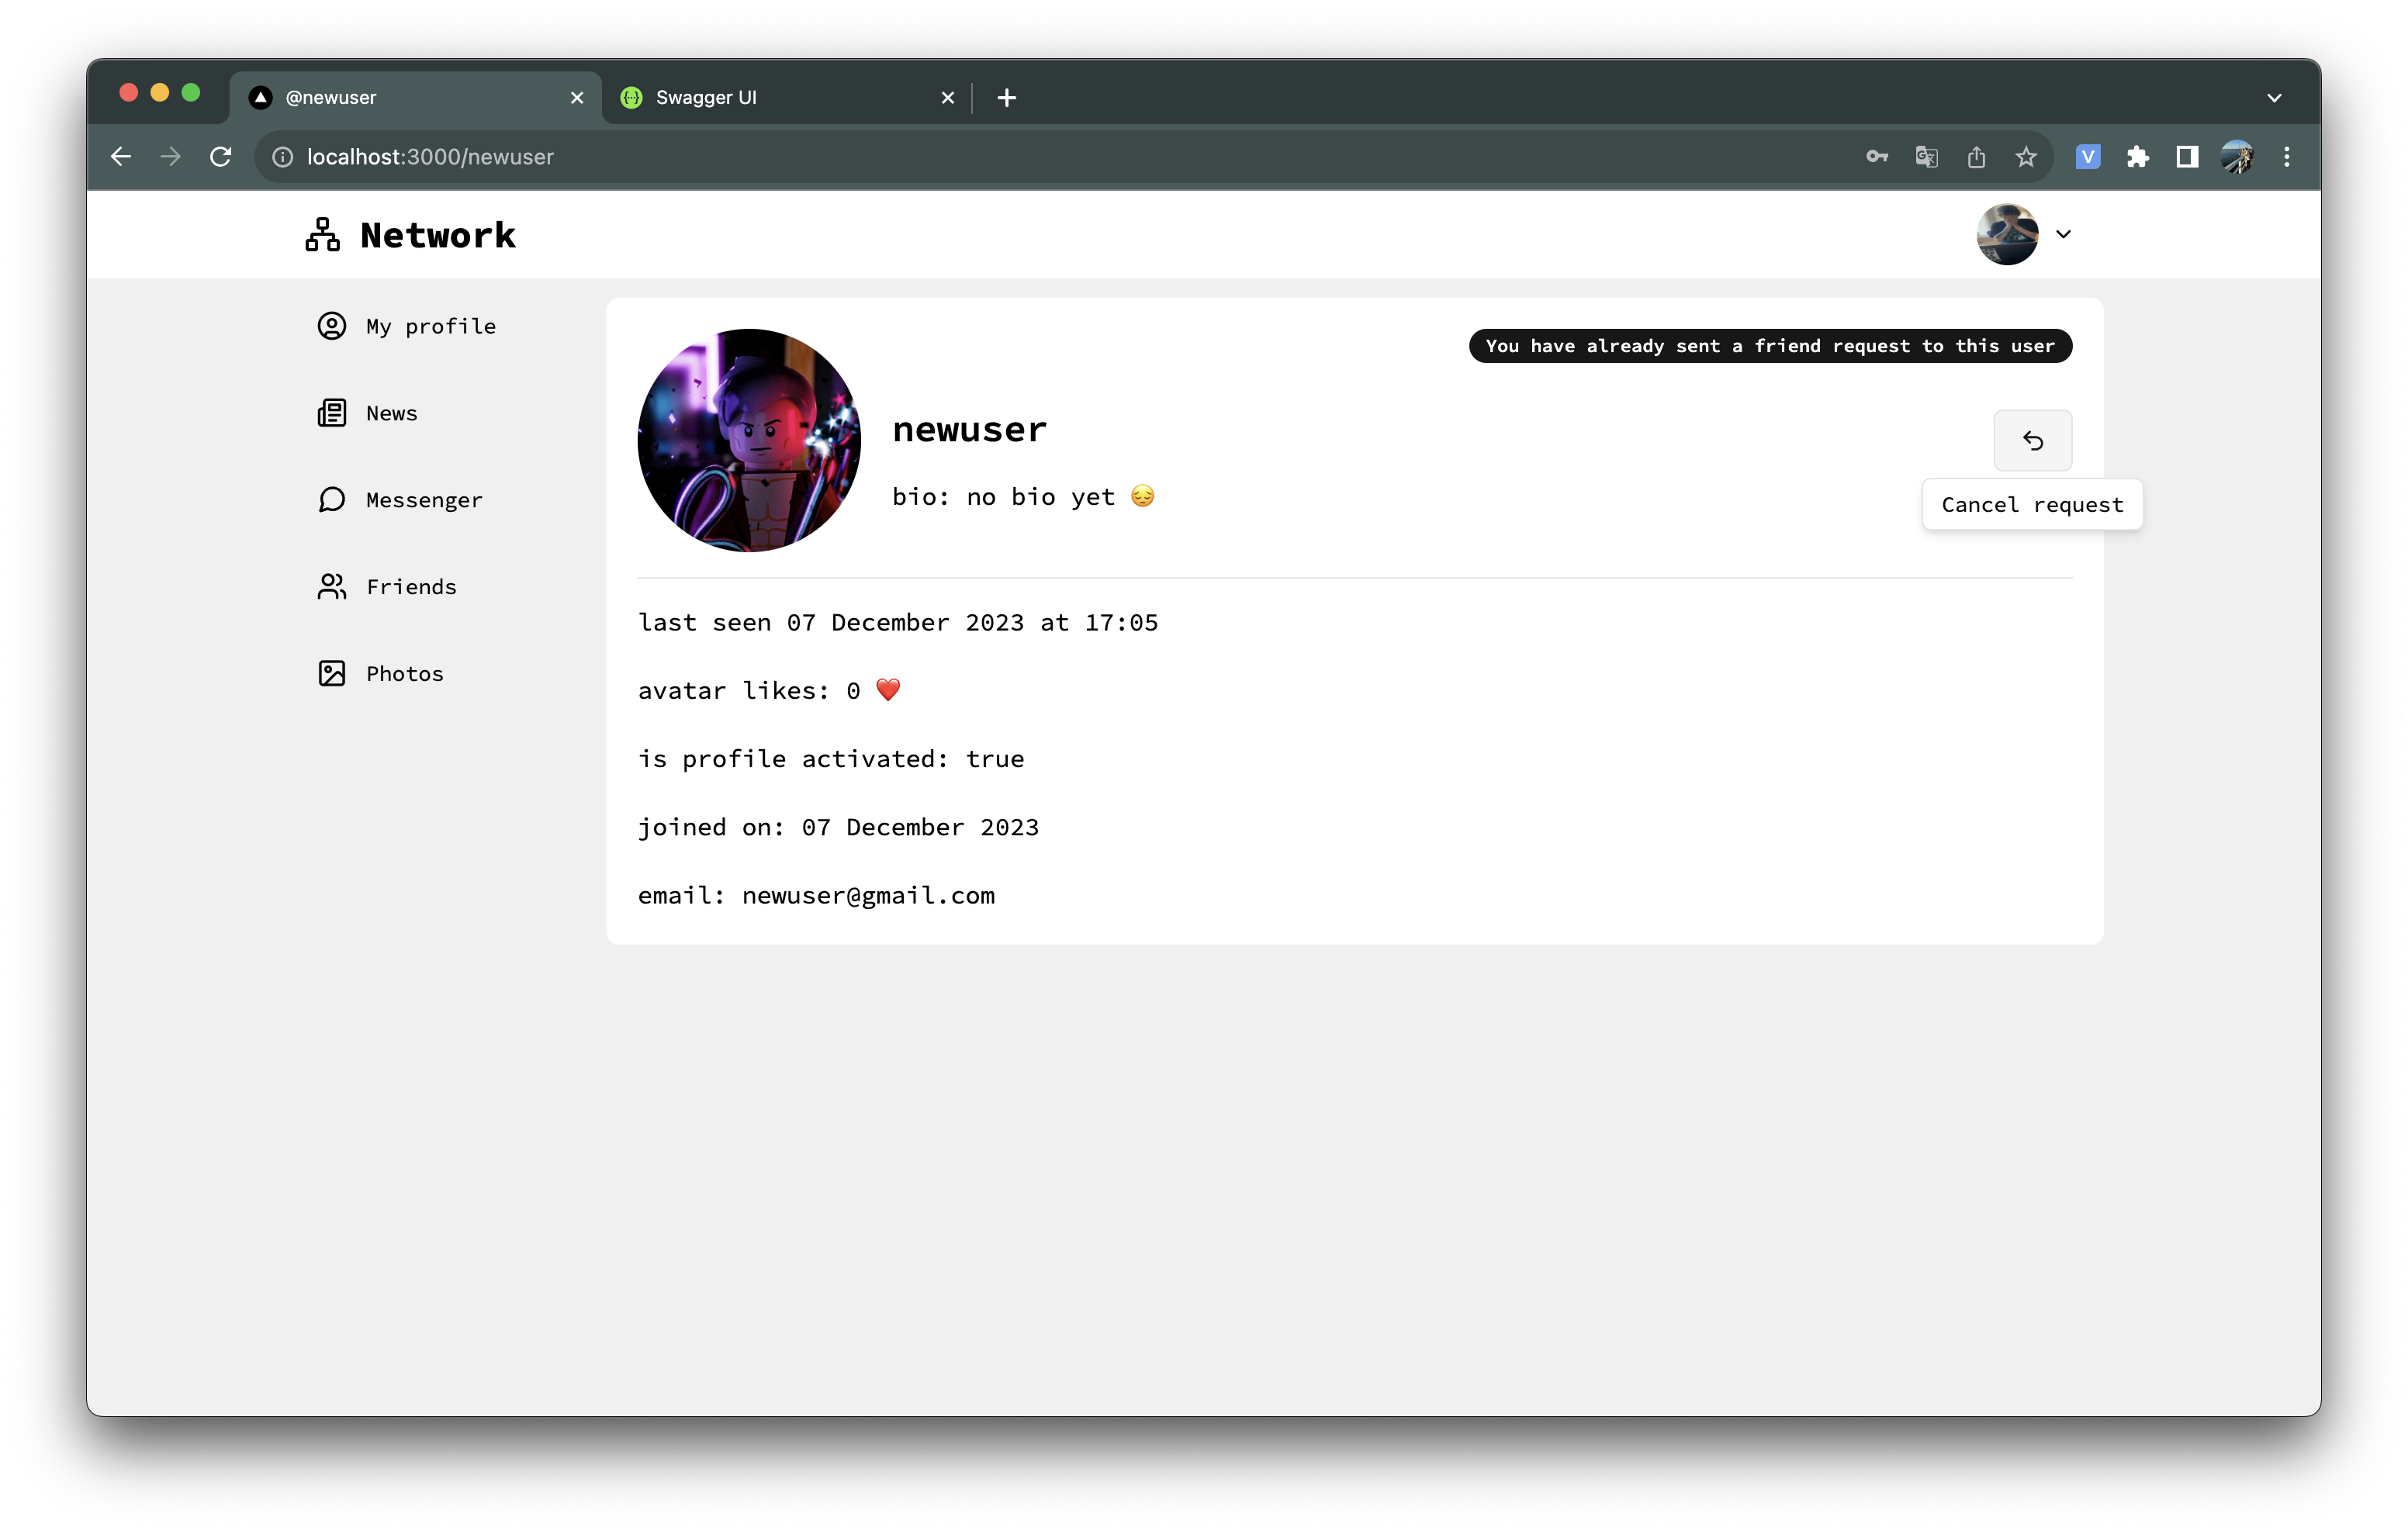 @newuser
Swagger UI
localhost:3000/newuser
V
Network
My profile
News
Messenger
Friends
Photos
You have already sent a friend request to this user
newuser
bio: no bio yet 😔
Cancel request
last seen 07 December 2023 at 17:05
avatar likes: 0 ❤️
is profile activated: true
joined on: 07 December 2023
email: newuser@gmail.com